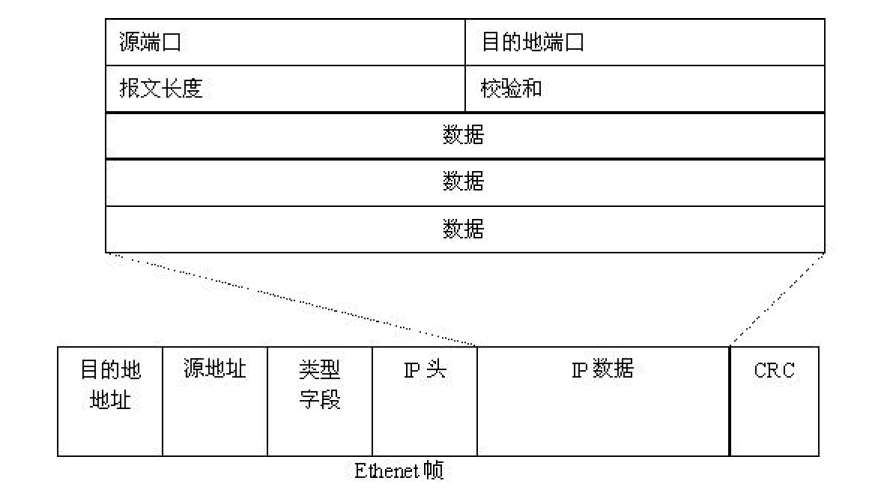 源端口 目的地端口
报文长度 校验和
数据
数据
数据
目的地 源地址 类型 IP 头 IP 数据 CRC
地址 字段
Ethenet 帧